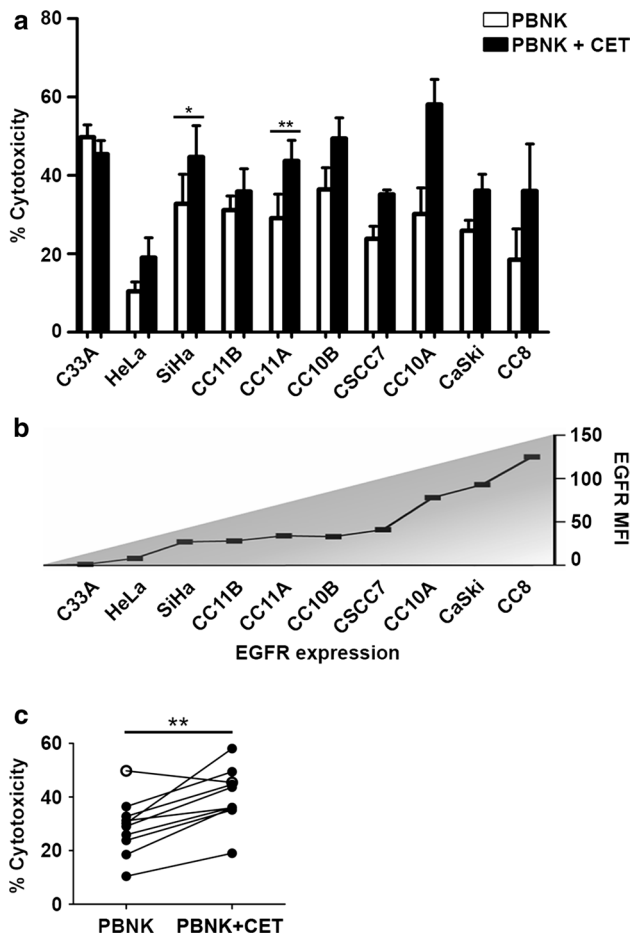 a
80
PBNK
PBNK + CET
60
40
20
0
% Cytotoxicity
*
**
C33A
HeLa
SiHa
CC11B
CC11A
CC10B
CSCC7
CC10A
CaSki
CC8
b
150
100
50
0
EGFR MFI
C33A
HeLa
SiHa
CC11B
CC11A
CC10B
CSCC7
CC10A
CaSki
CC8
EGFR expression
c
**
60
40
20
0
% Cytotoxicity
PBNK
PBNK+CET